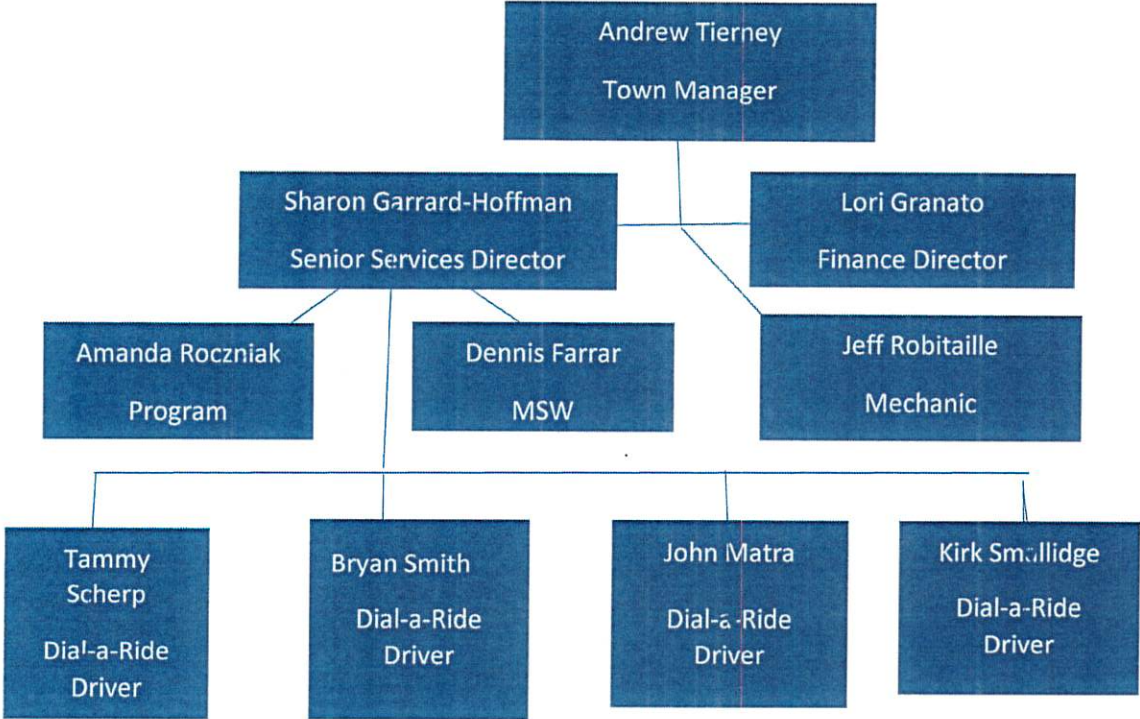 Andrew Tierney
Town Manager
Sharon Garrard-Hoffman
Senior Services Director
Lori Granato
Finance Director
Amanda Roczniak
Program
Dennis Farrar
MSW
Jeff Robitaille
Mechanic
Tammy
Scherp
Dial-a-Ride
Driver
Bryan Smith
Dial-a-Ride
Driver
John Matra
Dial-a-Ride
Driver
Kirk Smallidge
Dial-a-Ride
Driver